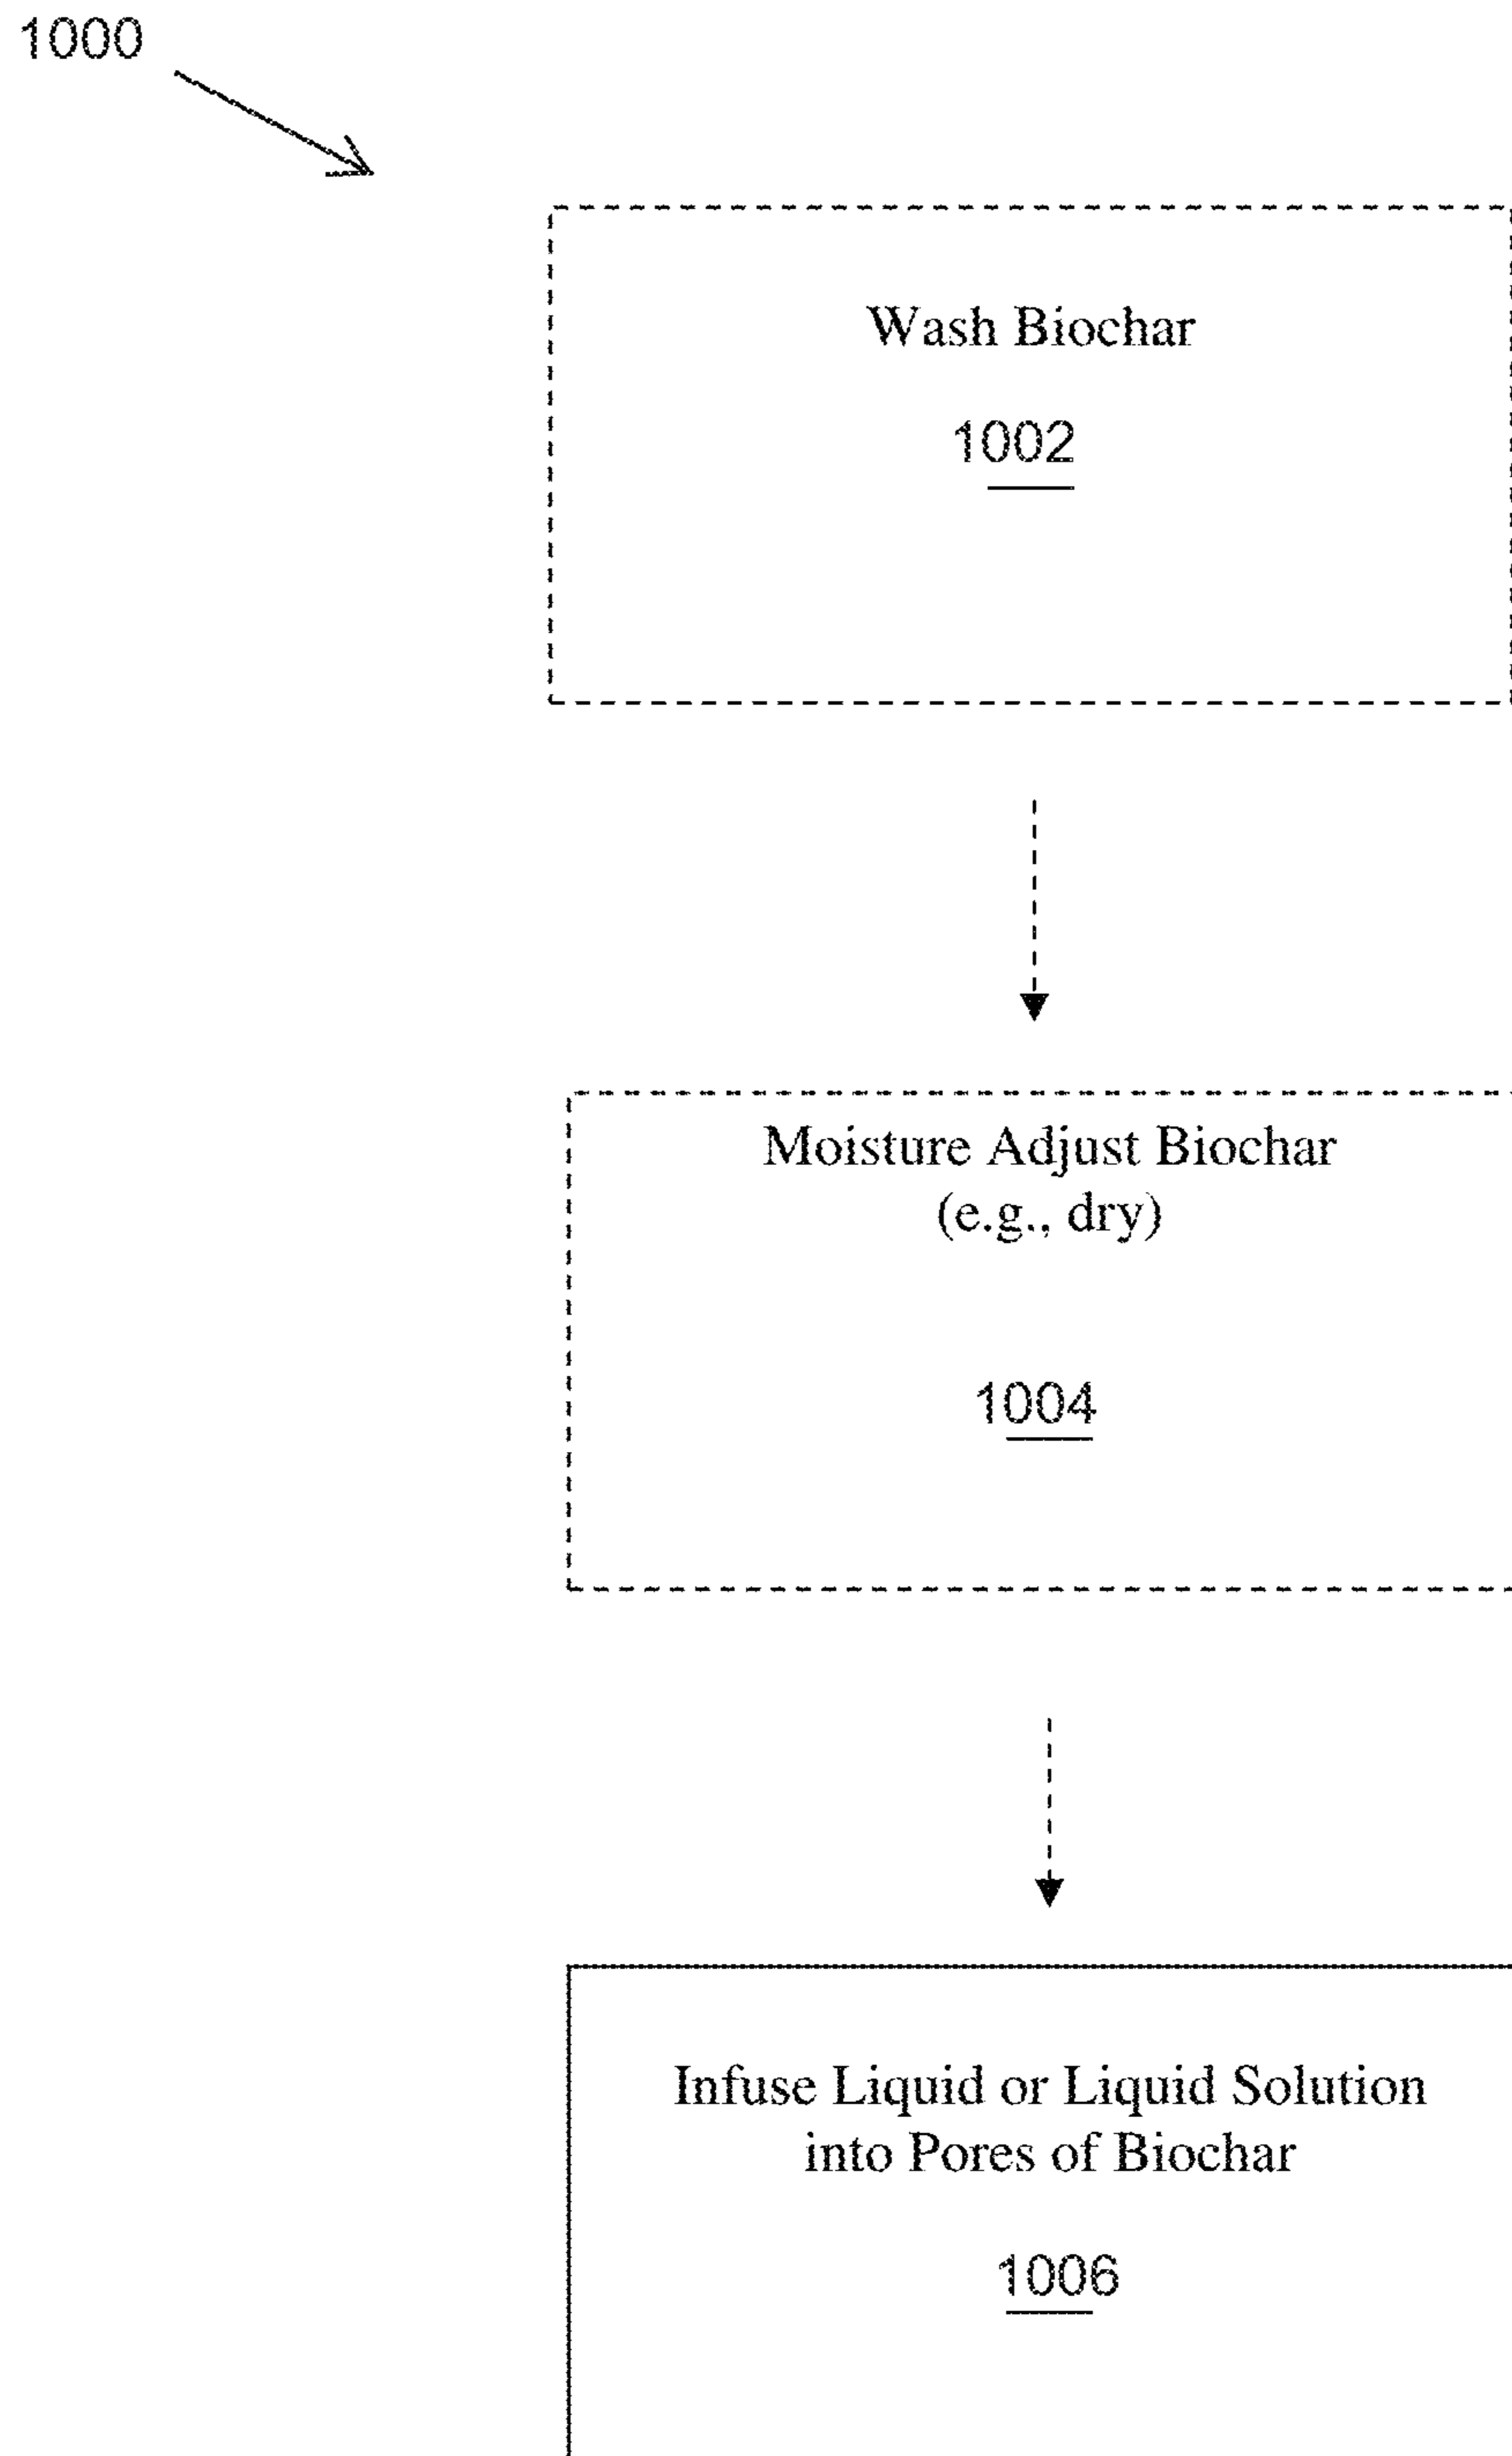 1000
Wash Biochar
1002
Moisture Adjust Biochar
(e.g., dry)
1004
Infuse Liquid or Liquid Solution
into Pores of Biochar
1006